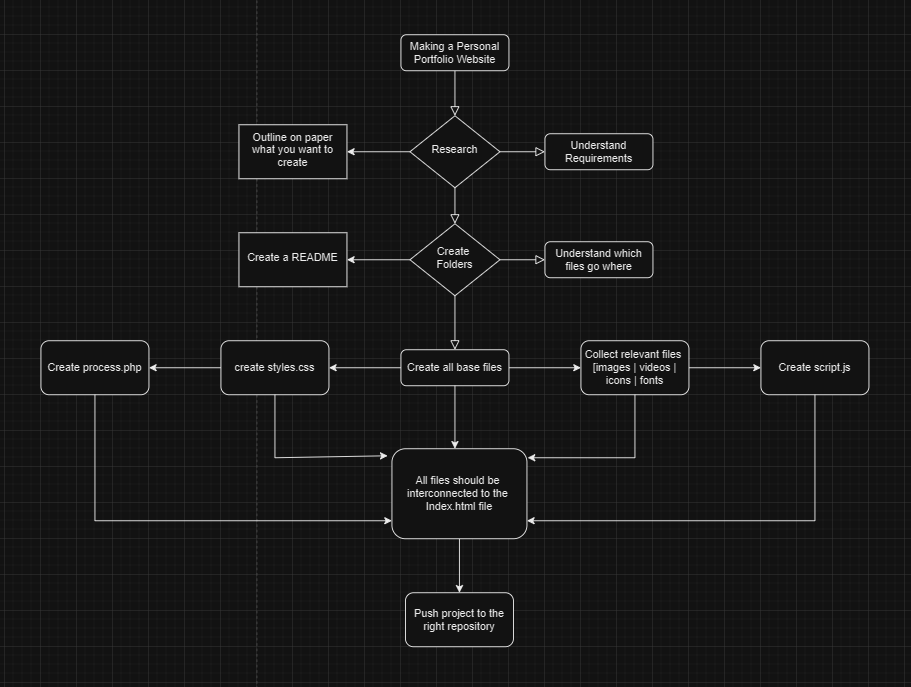 Making a Personal
Portfolio Website
Outline on paper
what you want to
create
Research
Understand
Requirements
Create a README
Create
Folders
Understand which
files go where
Create process.php
create styles.css
Create all base files
Collect relevant files
[images | videos |
icons | fonts
Create script.js
All files should be
interconnected to the
Index.html file
Push project to the
right repository